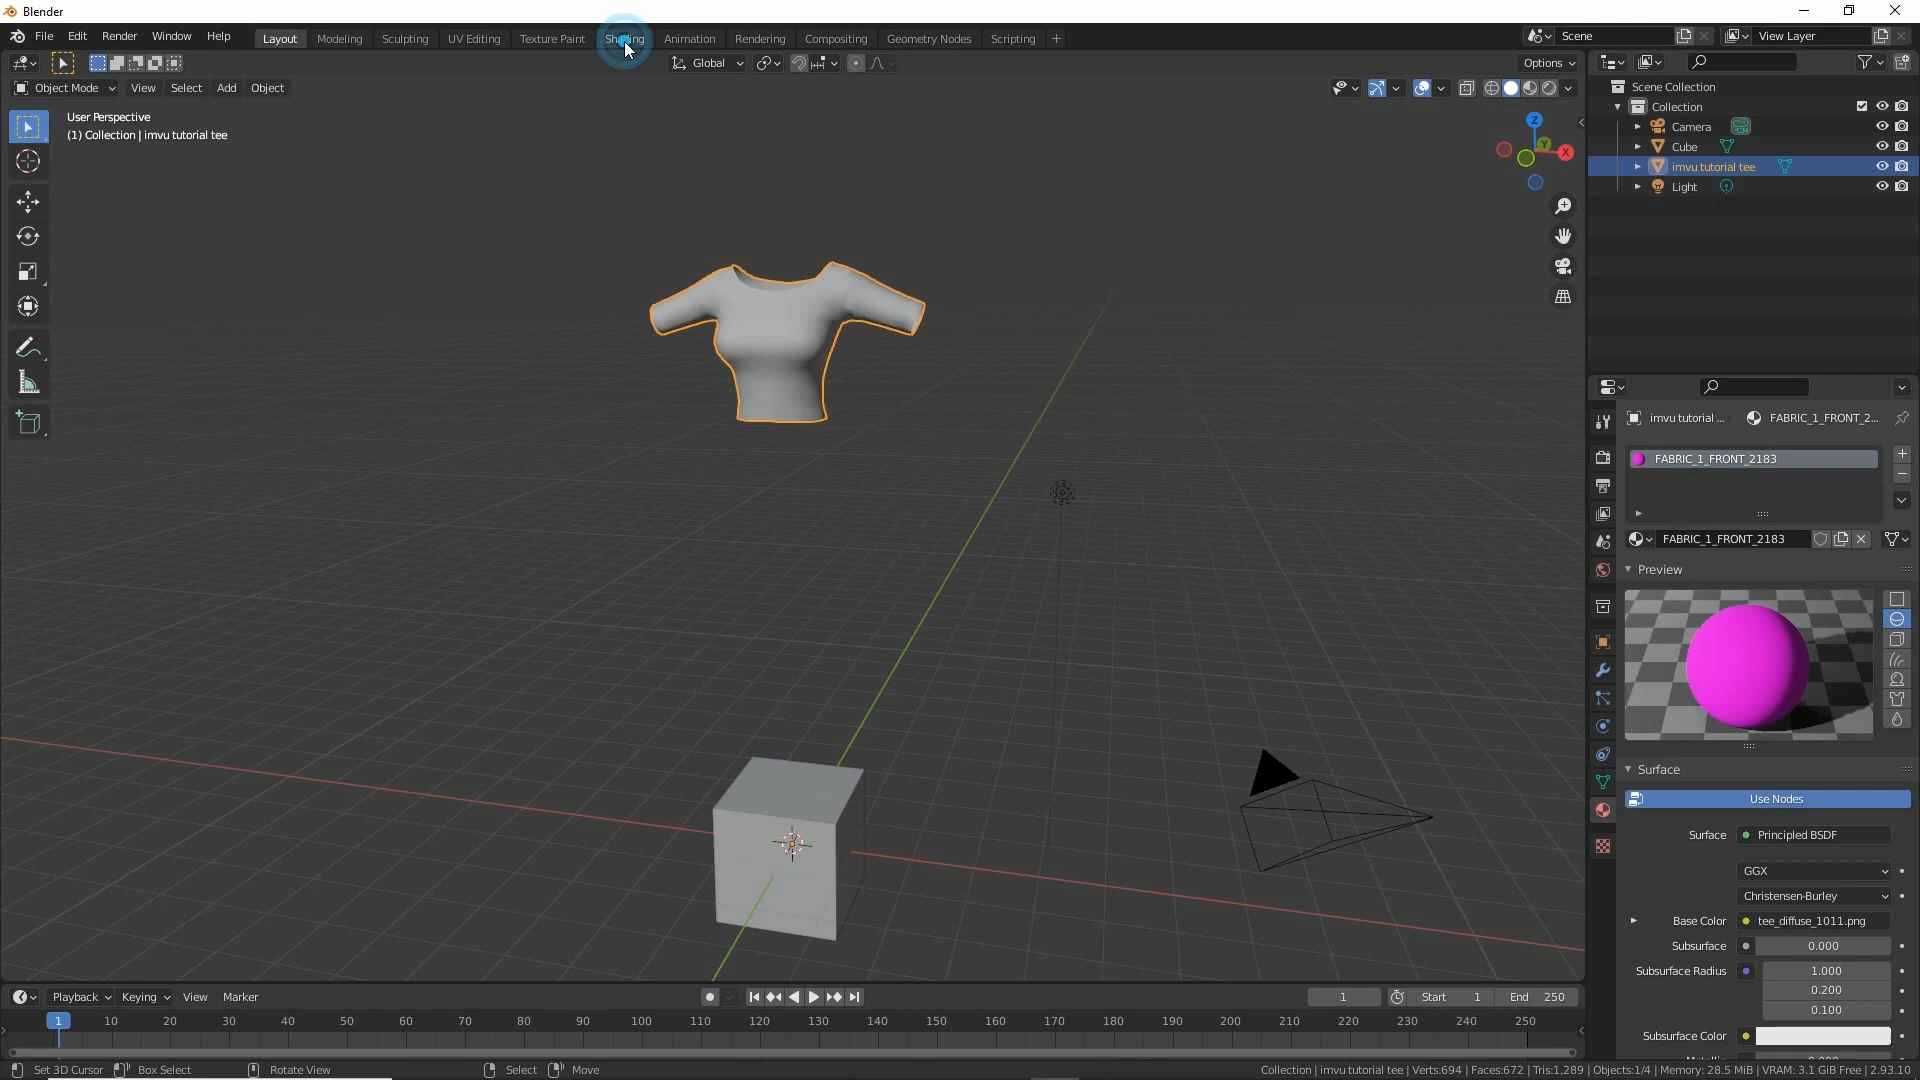 Blender
File Edit Render Window Help Layout Modeling Sculpting UV Editing Texture Paint Shading Animation Rendering Compositing Geometry Nodes Scripting + Scene View Layer
Global Options
Object Mode View Select Add Object
User Perspective
(1) Collection | imvu tutorial tee
Z
Y
X
Scene Collection
Collection
Camera
Cube
imvu tutorial tee
Light
imvu tutorial ... FABRIC_1_FRONT_2...
FABRIC_1_FRONT_2183
FABRIC_1_FRONT_2183
Preview
Surface
Use Nodes
Surface Principled BSDF
GGX
Christensen-Burley
Base Color tee_diffuse_1011.png
Subsurface 0.000
Subsurface Radius 1.000
0.200
0.100
Subsurface Color
Playback Keying View Marker 1 Start 1 End 250
1 10 20 30 40 50 60 70 80 90 100 110 120 130 140 150 160 170 180 190 200 210 220 230 240 250
Set 3D Cursor Box Select Rotate View Select Move Collection | imvu tutorial tee | Verts:694 | Faces:672 | Tris:1,289 | Objects:1/4 | Memory: 28.5 MiB | VRAM: 3.1 GiB Free | 2.93.10